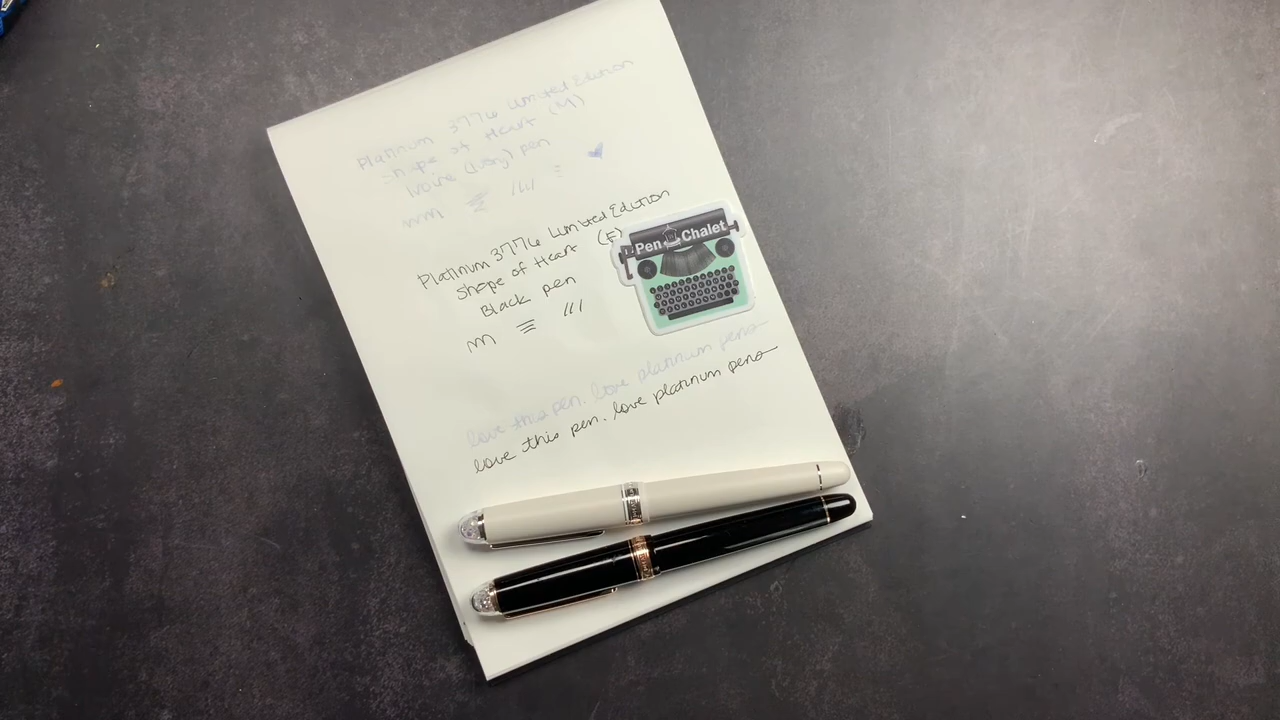 Platinum 3776 Limited Edition
Shape of Heart (M)
Ivoire (Ivory) pen
mm
Platinum 3776 Limited Edition
Shape of Heart (F)
Black pen
m
Pen Chalet
love this pen. love platinum pens
love this pen. love platinum pens